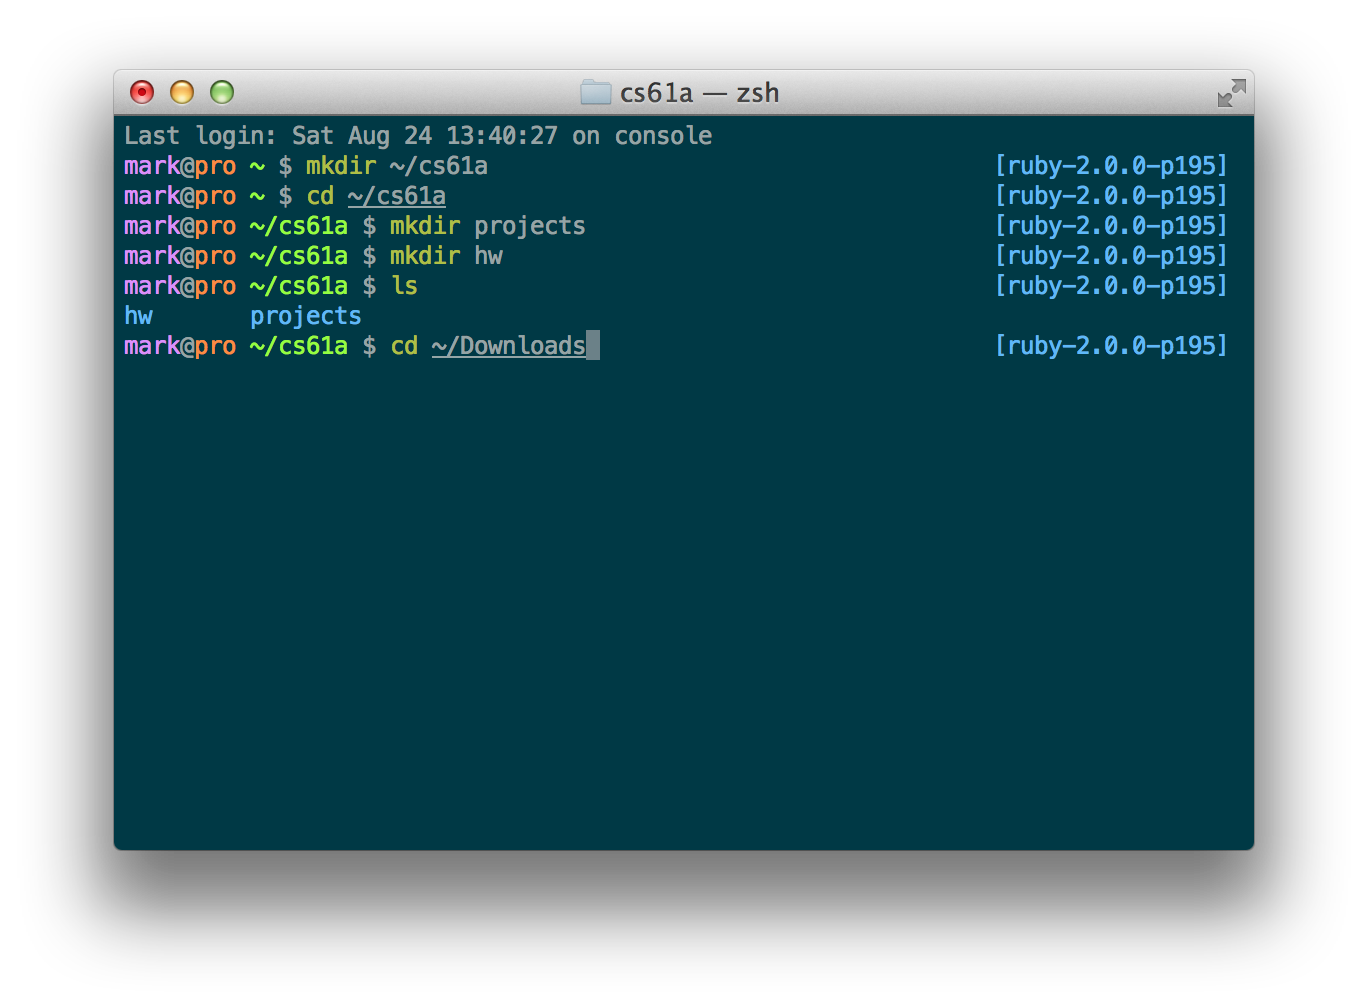 cs61a — zsh
Last login: Sat Aug 24 13:40:27 on console
mark@pro ~ $ mkdir ~/cs61a [ruby-2.0.0-p195]
mark@pro ~ $ cd ~/cs61a [ruby-2.0.0-p195]
mark@pro ~/cs61a $ mkdir projects [ruby-2.0.0-p195]
mark@pro ~/cs61a $ mkdir hw [ruby-2.0.0-p195]
mark@pro ~/cs61a $ ls [ruby-2.0.0-p195]
hw projects
mark@pro ~/cs61a $ cd ~/Downloads [ruby-2.0.0-p195]